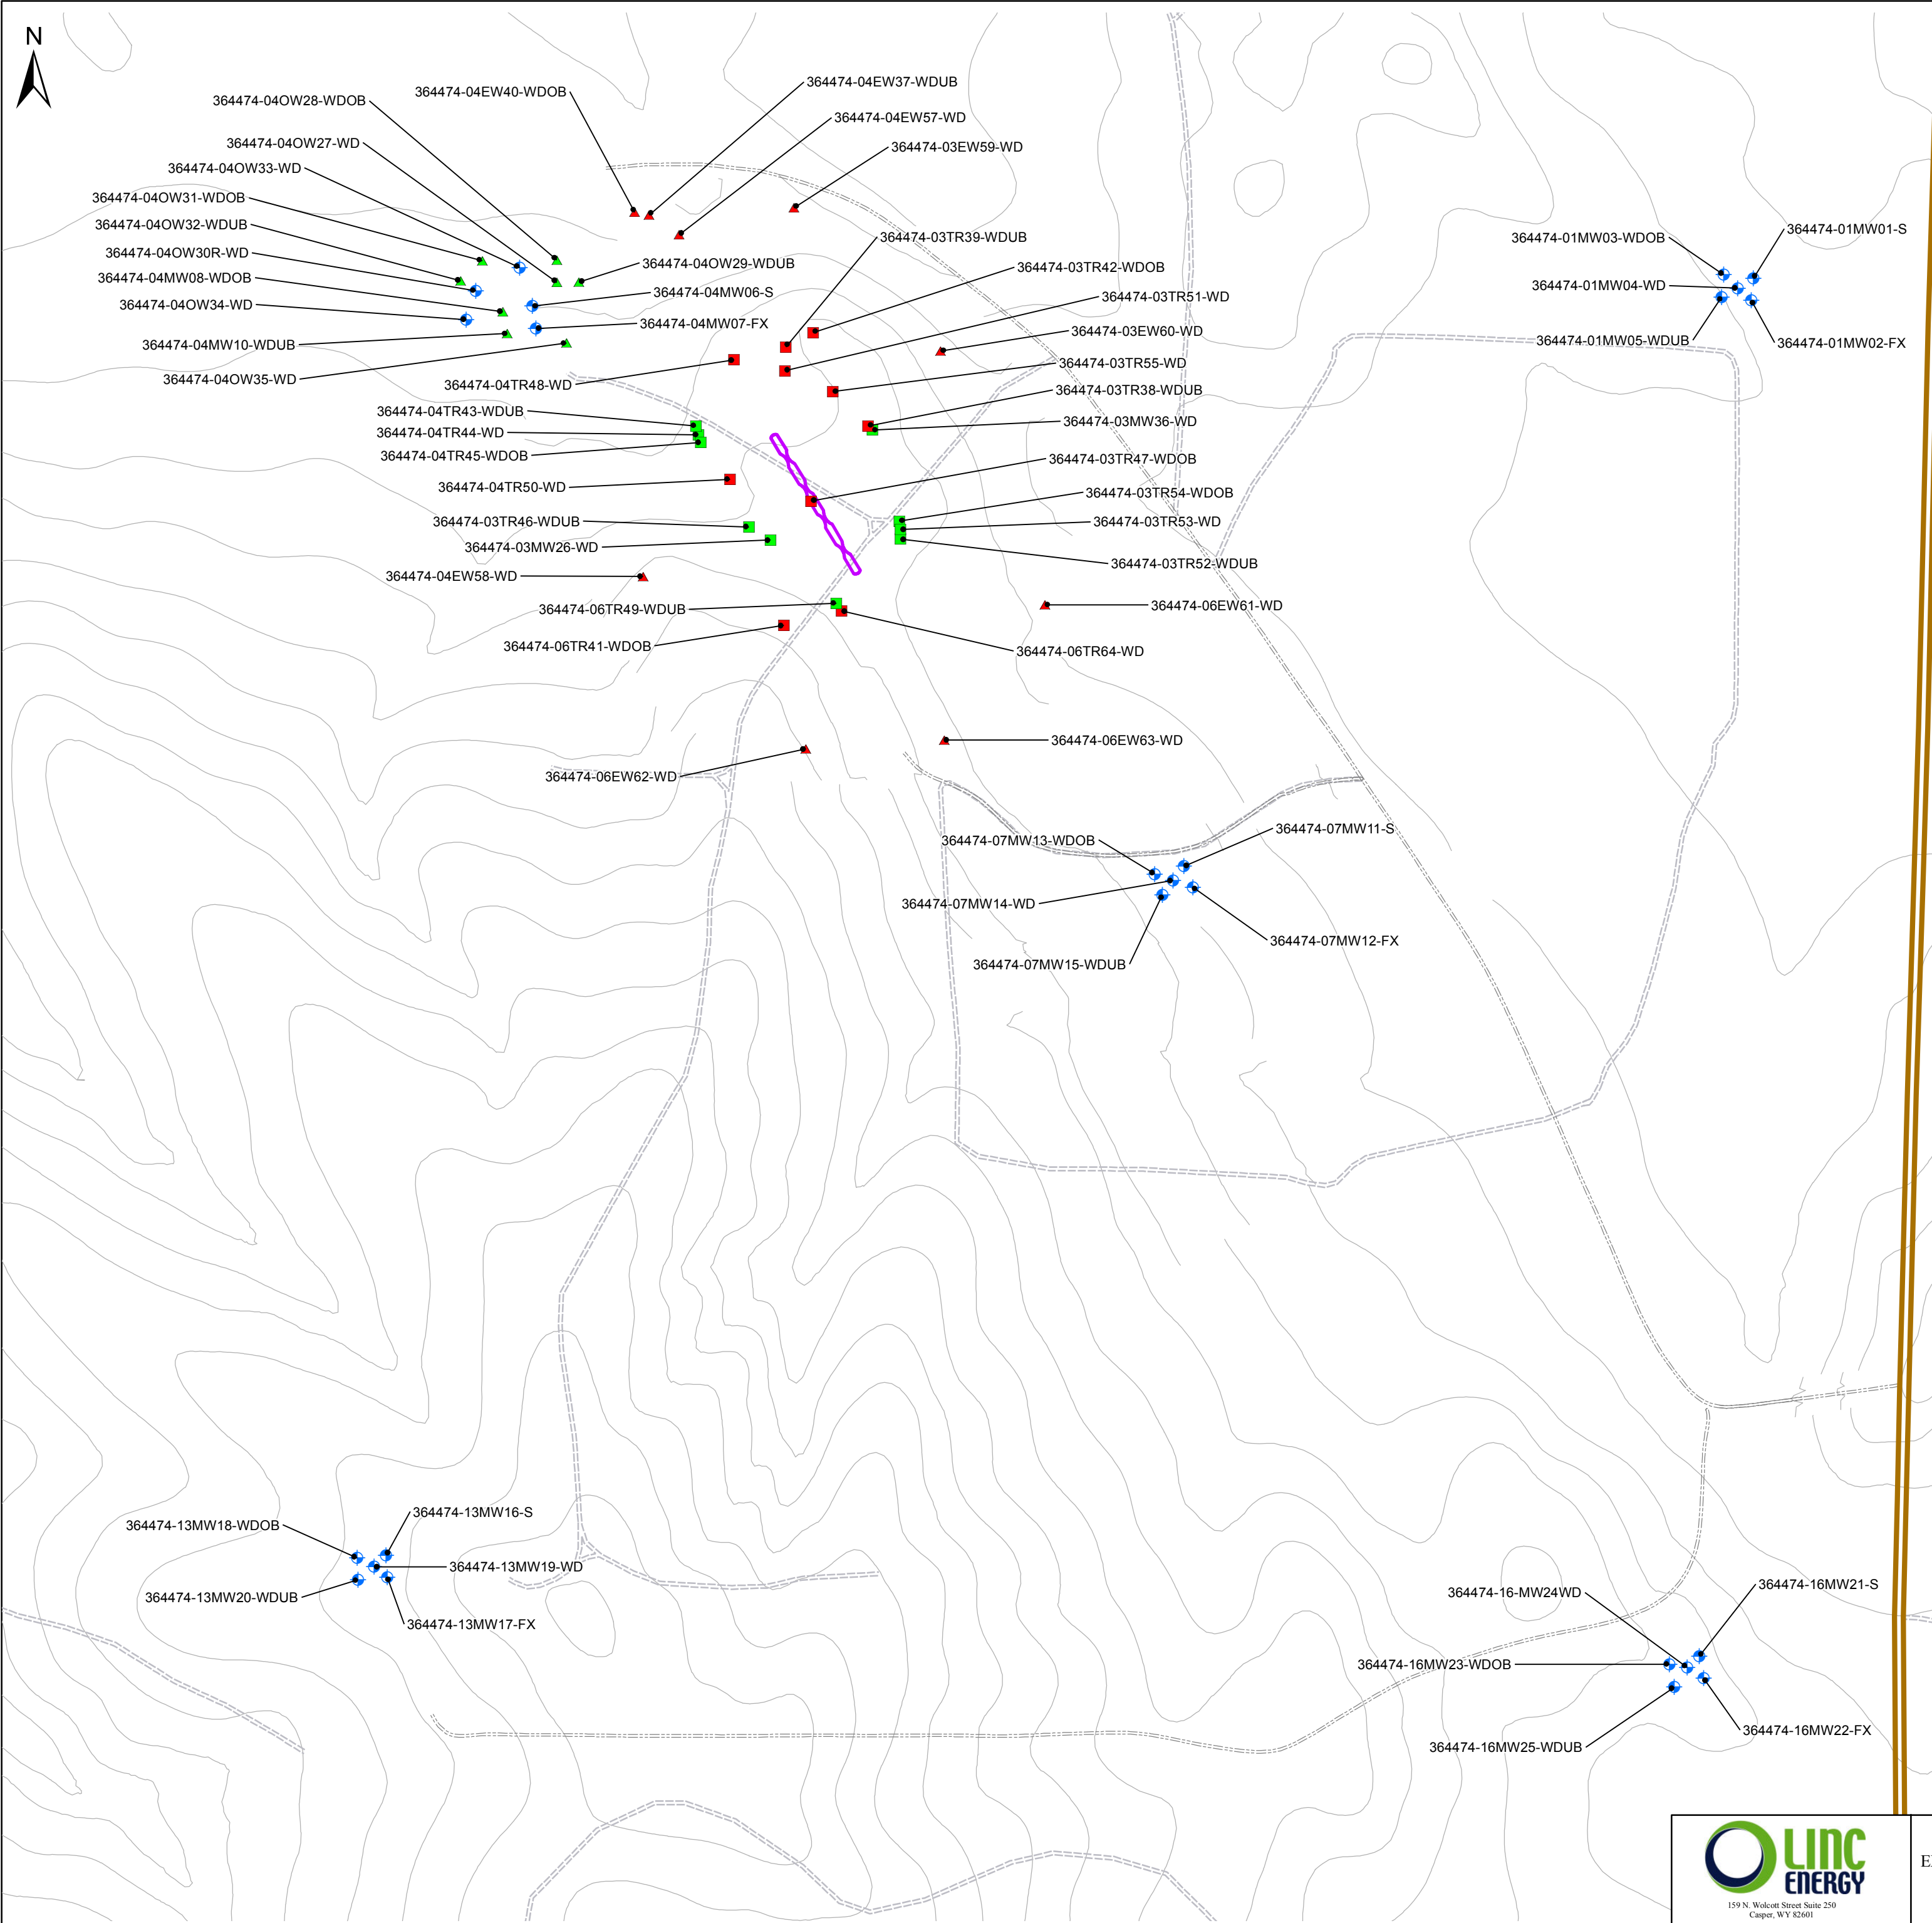 N
364474-04EW37-WDUB
364474-04EW40-WDOB
364474-04OW28-WDOB
364474-04EW57-WD
364474-04OW27-WD
364474-03EW59-WD
364474-04OW33-WD
364474-04OW31-WDOB
364474-04OW32-WDUB
364474-01MW01-S
364474-03TR39-WDUB
364474-01MW03-WDOB
364474-04OW30R-WD
364474-04OW29-WDUB
364474-03TR42-WDOB
364474-04MW08-WDOB
364474-01MW04-WD
364474-04MW06-S
364474-03TR51-WD
364474-04OW34-WD
364474-04MW07-FX
364474-03EW60-WD
364474-01MW05-WDUB
364474-01MW02-FX
364474-04MW10-WDUB
364474-03TR55-WD
364474-04OW35-WD
364474-04TR48-WD
364474-03TR38-WDUB
364474-04TR43-WDUB
364474-03MW36-WD
364474-04TR44-WD
364474-04TR45-WDOB
364474-03TR47-WDOB
364474-04TR50-WD
364474-03TR54-WDOB
364474-03TR46-WDUB
364474-03TR53-WD
364474-03MW26-WD
364474-03TR52-WDUB
364474-04EW58-WD
364474-06EW61-WD
364474-06TR49-WDUB
364474-06TR41-WDOB
364474-06TR64-WD
364474-06EW63-WD
364474-06EW62-WD
364474-07MW11-S
364474-07MW13-WDOB
364474-07MW14-WD
364474-07MW12-FX
364474-07MW15-WDUB
364474-13MW16-S
364474-13MW18-WDOB
364474-13MW19-WD
364474-16MW21-S
364474-16-MW24WD
364474-13MW20-WDUB
364474-13MW17-FX
364474-16MW23-WDOB
364474-16MW22-FX
364474-16MW25-WDUB
LINC
ENERGY
159 N. Wolcott Street Suite 250
Casper, WY 82601